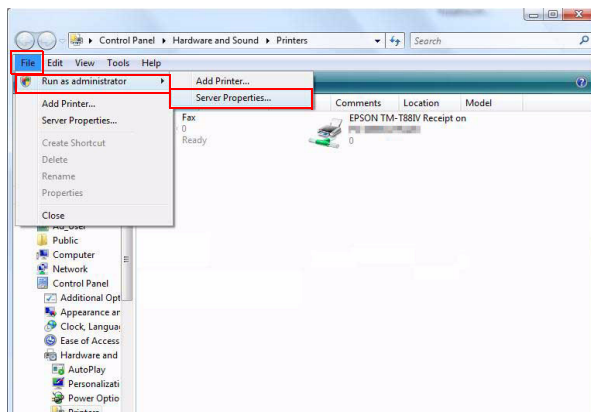 Control Panel ▸ Hardware and Sound ▸ Printers
Search
File Edit View Tools Help
Run as administrator
Add Printer...
Add Printer...
Server Properties...
Server Properties...
Create Shortcut
Delete
Rename
Properties
Close
Comments Location Model
Fax
0
Ready
EPSON TM-T88IV Receipt on
0
Public
Computer
Network
Control Panel
Additional Opt
Appearance ar
Clock, Langua
Ease of Access
Hardware and
AutoPlay
Personalizati
Power Optio
Printers